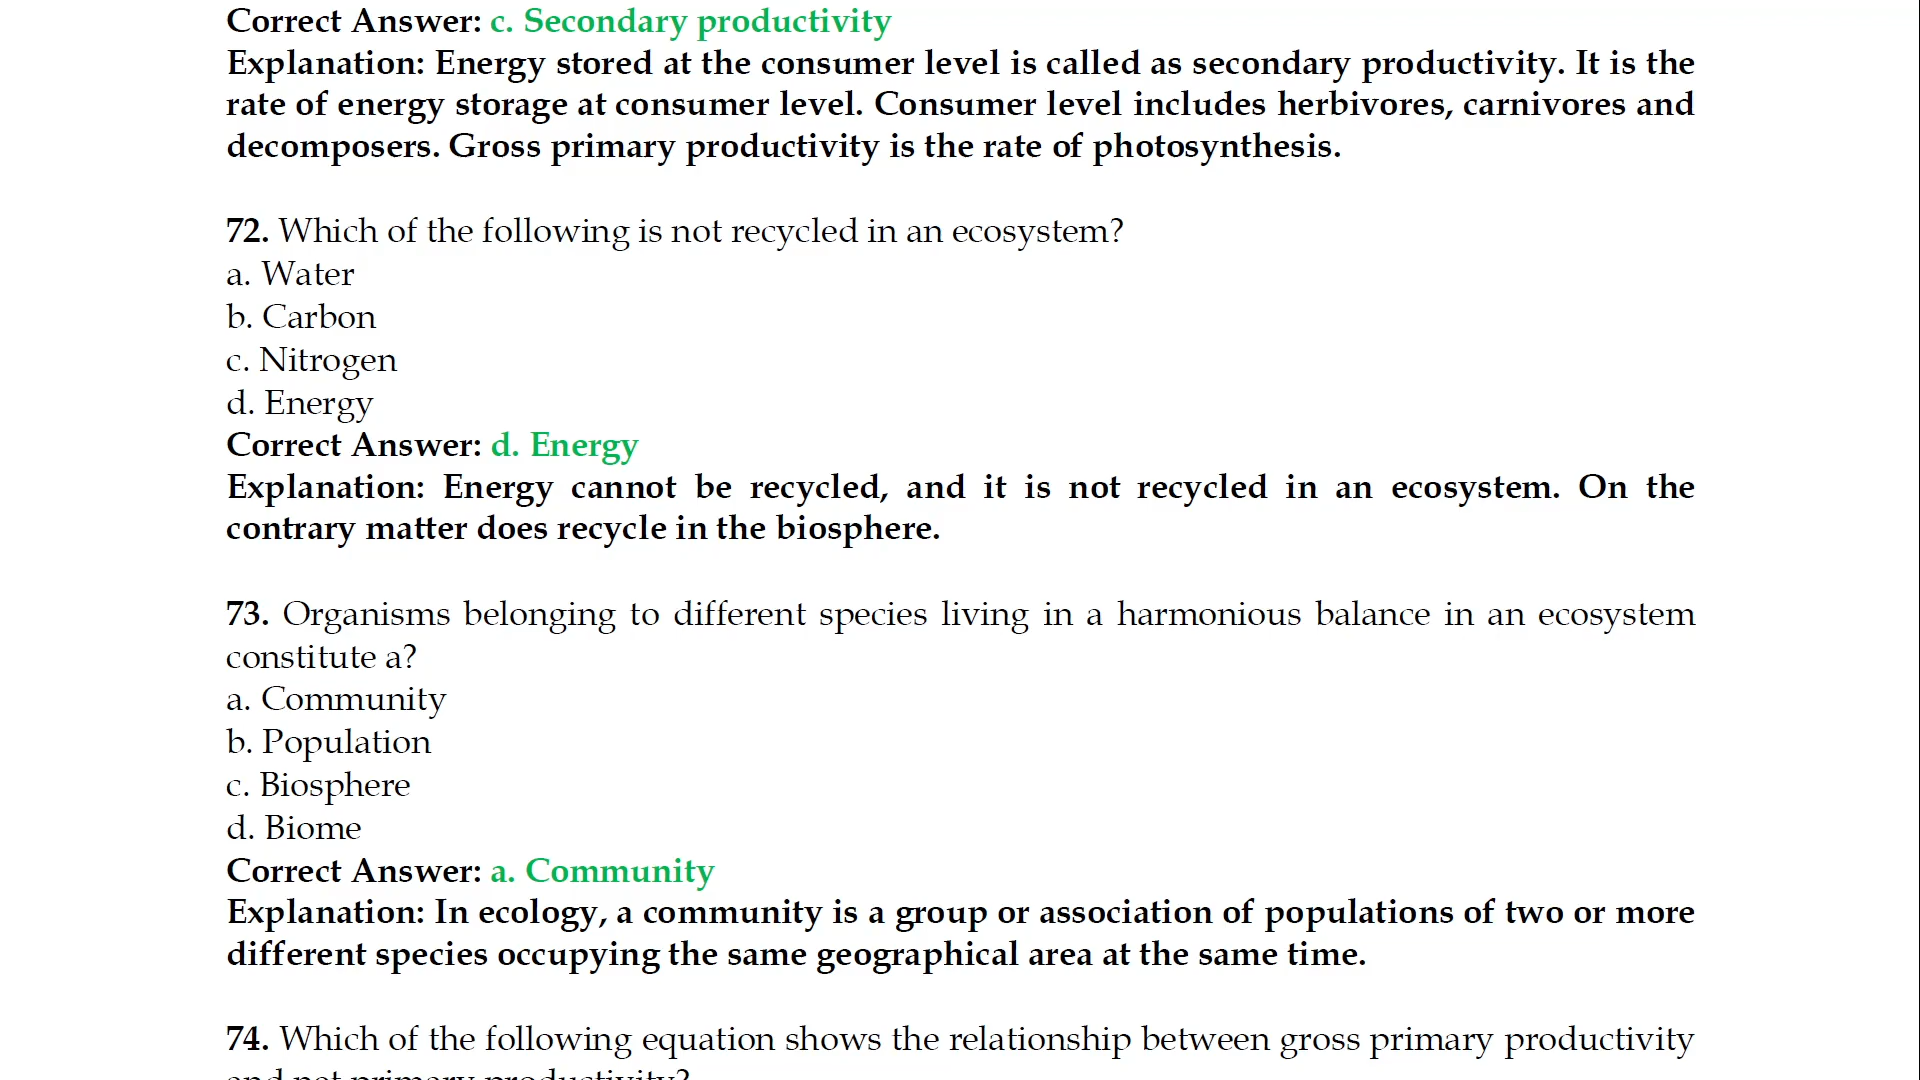 Correct Answer: c. Secondary productivity
Explanation: Energy stored at the consumer level is called as secondary productivity. It is the
rate of energy storage at consumer level. Consumer level includes herbivores, carnivores and
decomposers. Gross primary productivity is the rate of photosynthesis.
72. Which of the following is not recycled in an ecosystem?
a. Water
b. Carbon
c. Nitrogen
d. Energy
Correct Answer: d. Energy
Explanation: Energy cannot be recycled, and it is not recycled in an ecosystem. On the
contrary matter does recycle in the biosphere.
73. Organisms belonging to different species living in a harmonious balance in an ecosystem
constitute a?
a. Community
b. Population
c. Biosphere
d. Biome
Correct Answer: a. Community
Explanation: In ecology, a community is a group or association of populations of two or more
different species occupying the same geographical area at the same time.
74. Which of the following equation shows the relationship between gross primary productivity
and net primary productivity?